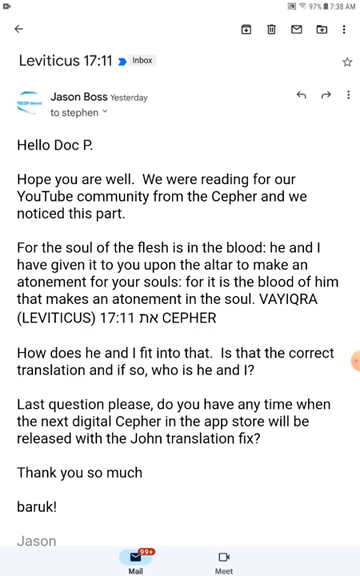 97% 7:38 AM
Leviticus 17:11 Inbox
Jason Boss Yesterday
to stephen
Hello Doc P.
Hope you are well. We were reading for our
YouTube community from the Cepher and we
noticed this part.
For the soul of the flesh is in the blood: he and I
have given it to you upon the altar to make an
atonement for your souls: for it is the blood of him
that makes an atonement in the soul. VAYIQRA
(LEVITICUS) 17:11 את CEPHER
How does he and I fit into that. Is that the correct
translation and if so, who is he and I?
Last question please, do you have any time when
the next digital Cepher in the app store will be
released with the John translation fix?
Thank you so much
baruk!
Jason
99+
Mail Meet